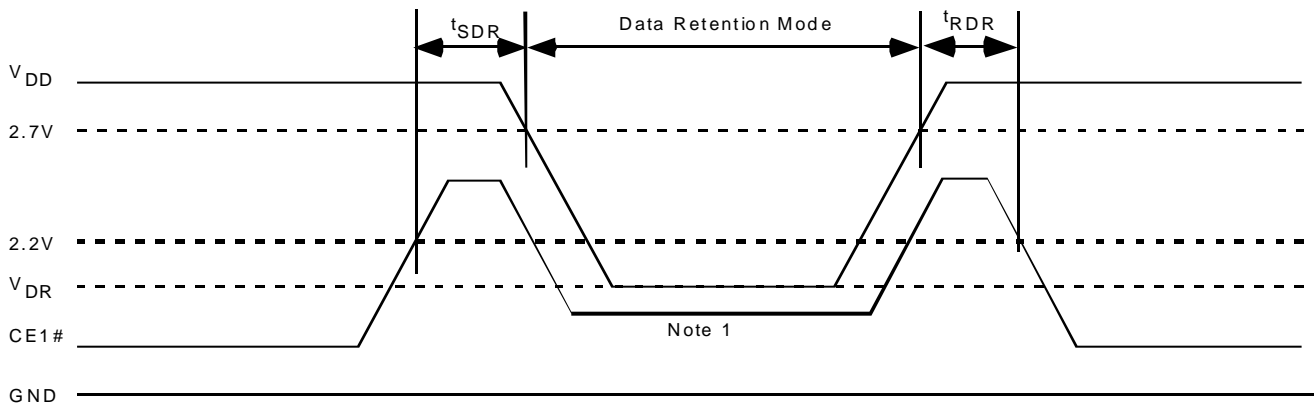 tSDR
Data Retention Mode
tRDR
VDD
2.7V
2.2V
VDR
CE1#
Note 1
GND